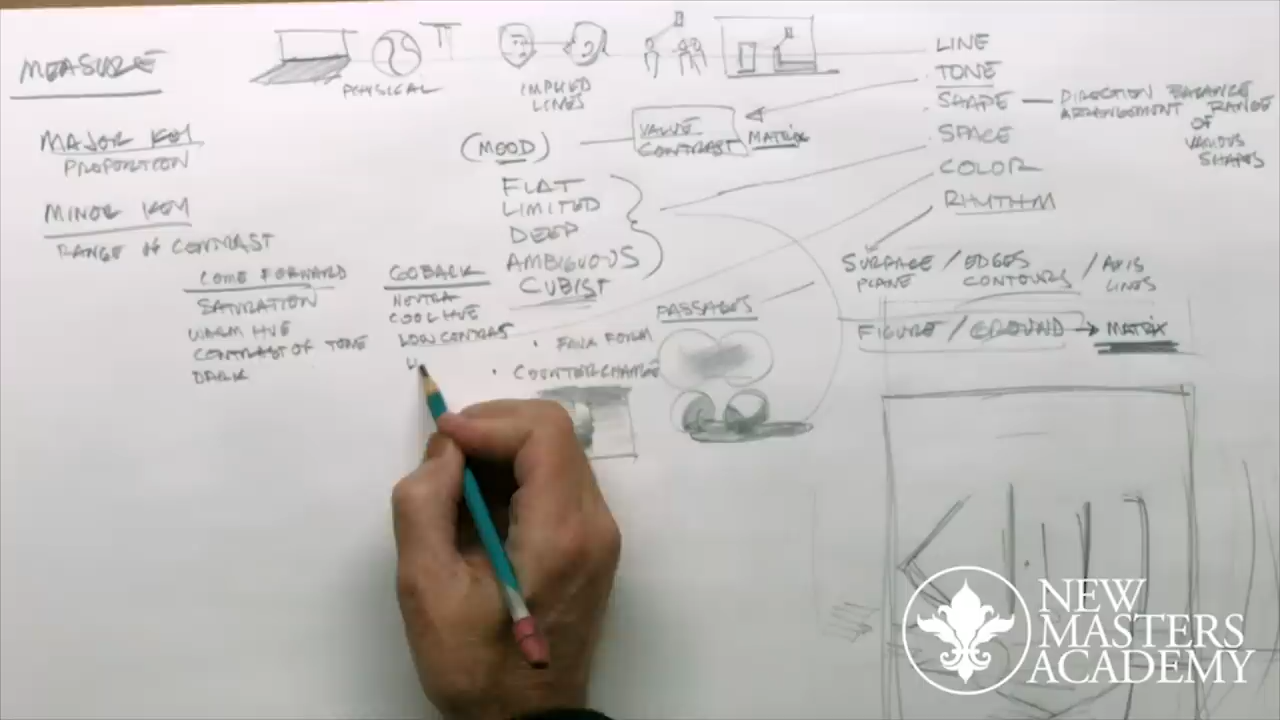 MEASURE
PHYSICAL
IMPLIED
LINES
LINE
TONE
SHAPE — DIRECTION BALANCE
ARRANGEMENT RANGE
OF
VARIOUS
SHAPES
SPACE
COLOR
RHYTHM
MAJOR KEY
PROPORTION
MINOR KEY
RANGE OF CONTRAST
(MOOD)
VALUE
CONTRAST MATRIX
FLAT
LIMITED
DEEP
AMBIGUOUS
CUBIST
COME FORWARD
SATURATION
WARM HUE
CONTRAST OF TONE
DARK
GO BACK
COOL HUE
LOW CONTRAST
• FORM
• COUNTERCHANGE
PASSAGES
SURFACE / EDGES / AXIS
PLANE CONTOURS LINES
FIGURE / GROUND → MATRIX
NEW
MASTERS
ACADEMY